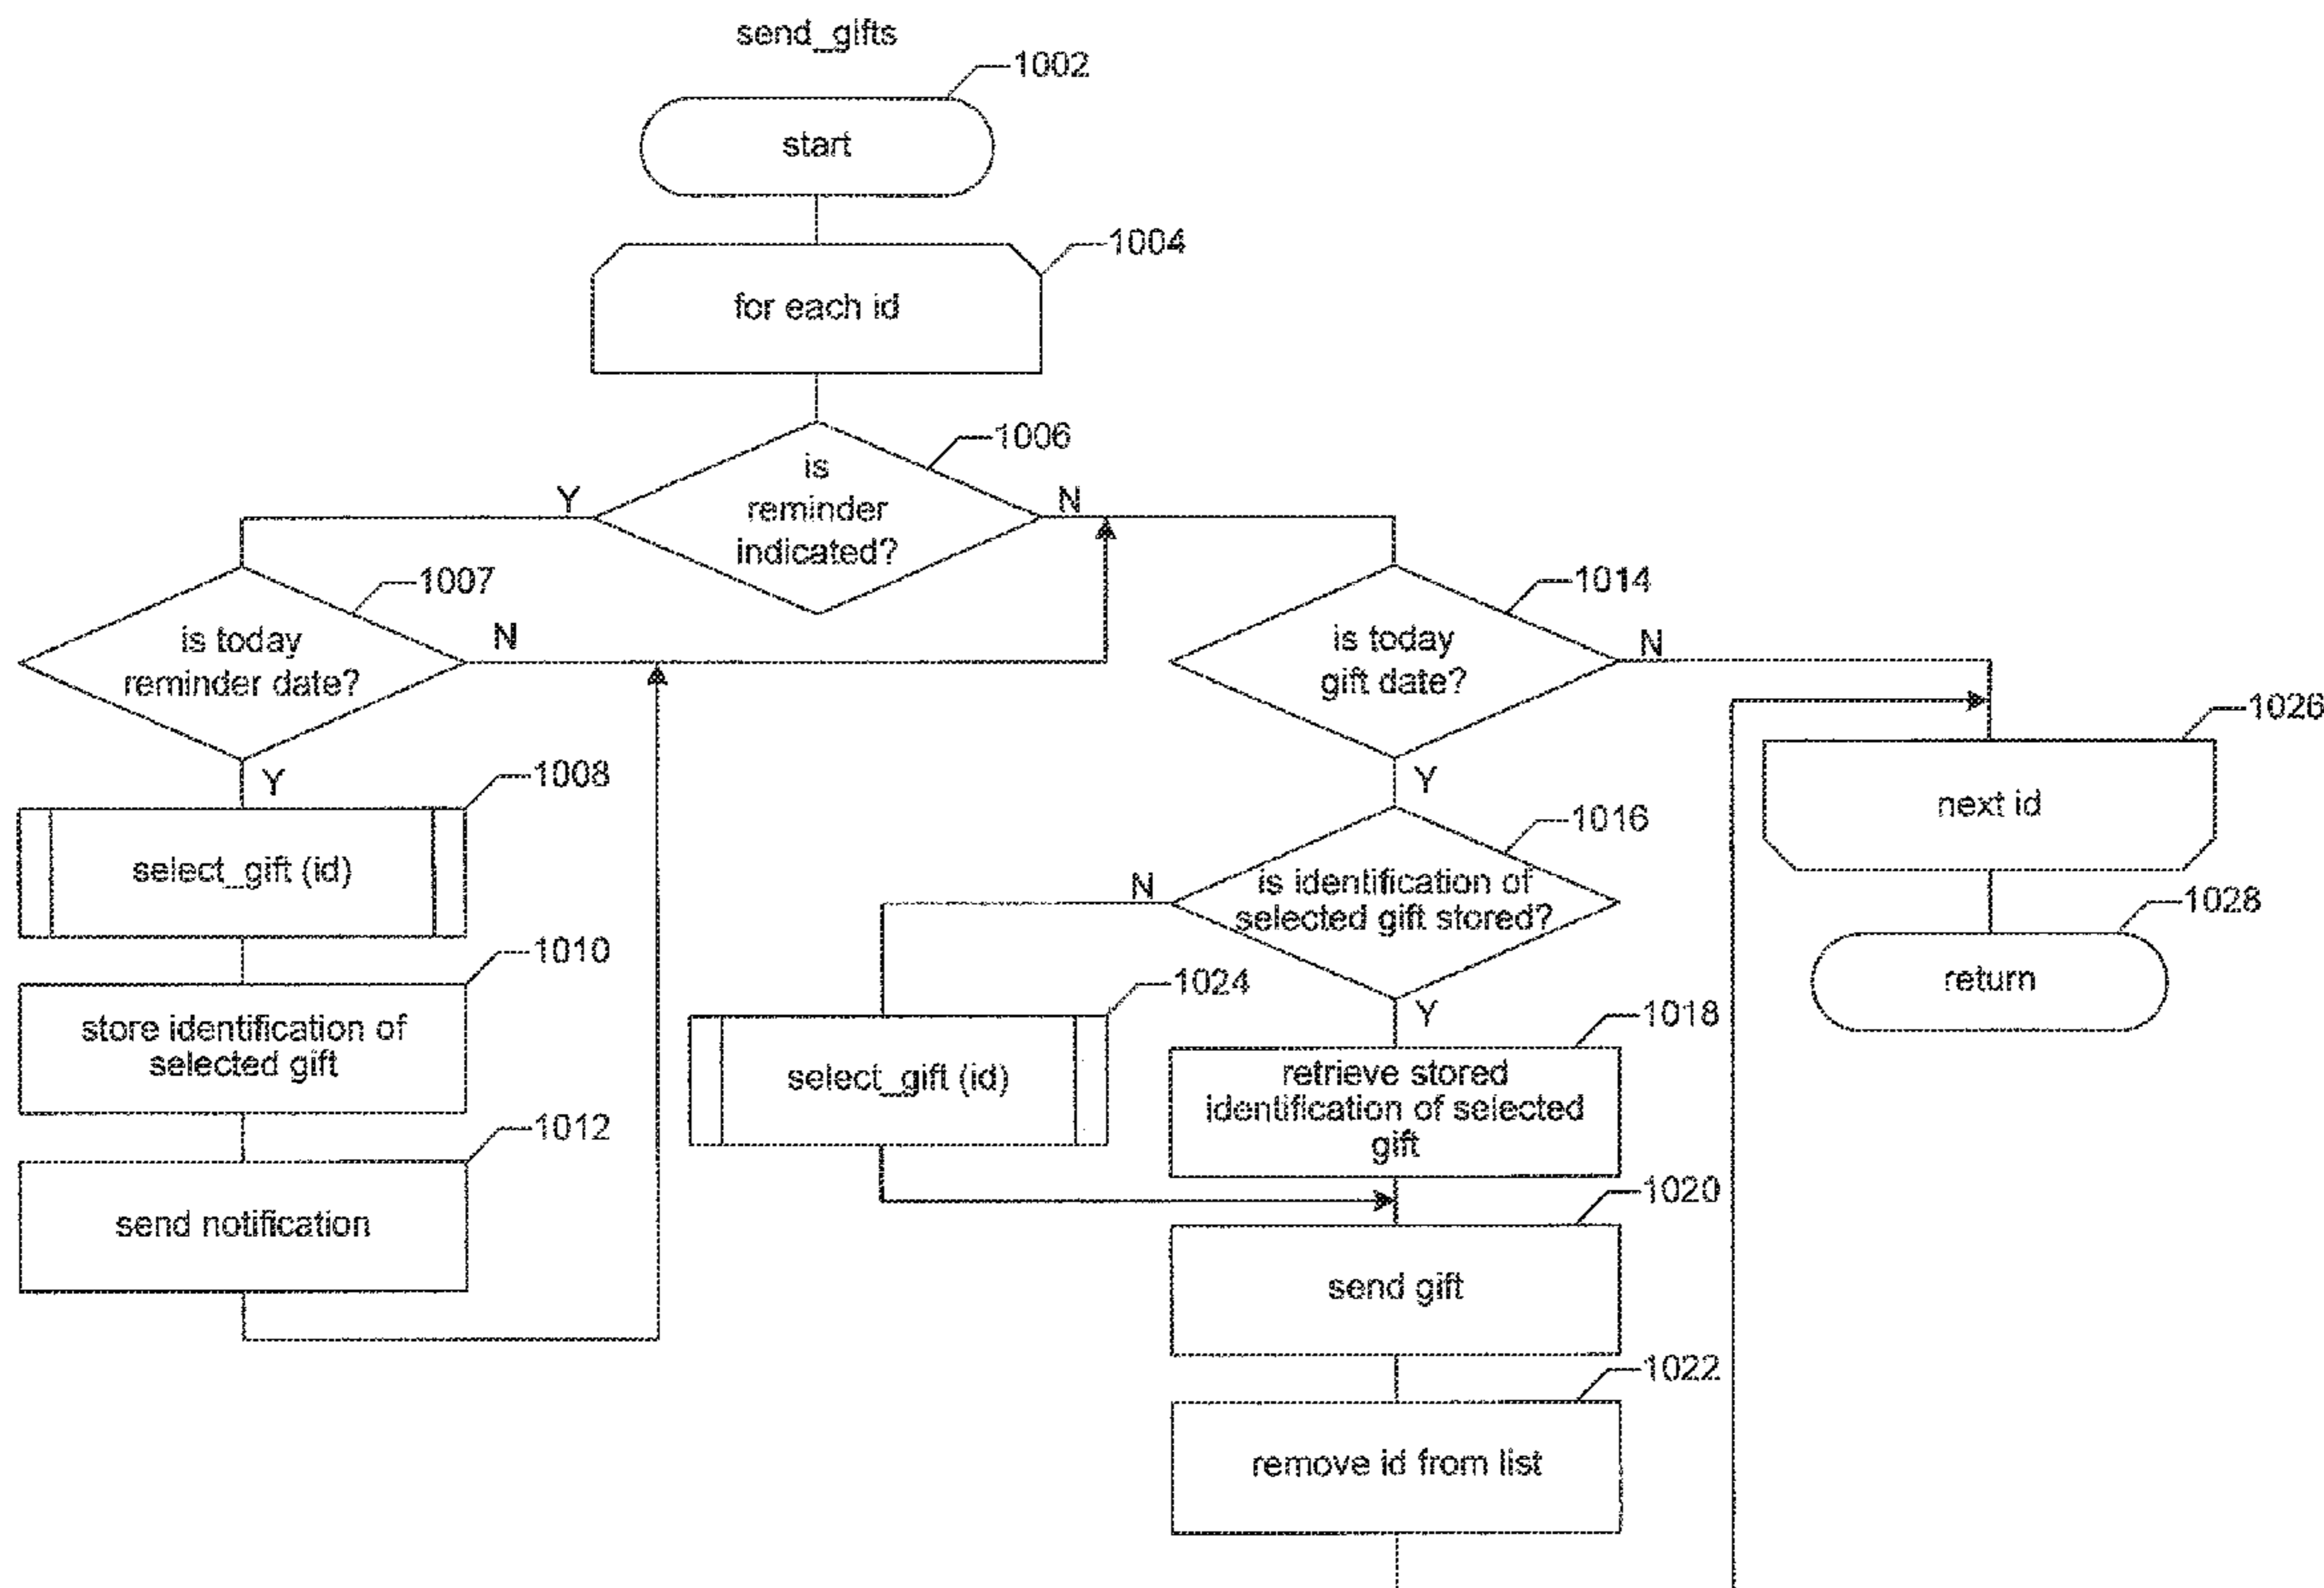 send_gifts
1002
start
1004
for each id
1006
is
reminder
indicated?
Y
N
1007
is today
reminder date?
N
Y
1014
is today
gift date?
N
Y
1026
next id
1008
select_gift (id)
1016
is identification of
selected gift stored?
N
Y
1028
return
1010
store identification of
selected gift
1024
select_gift (id)
1018
retrieve stored
identification of selected
gift
1012
send notification
1020
send gift
1022
remove id from list